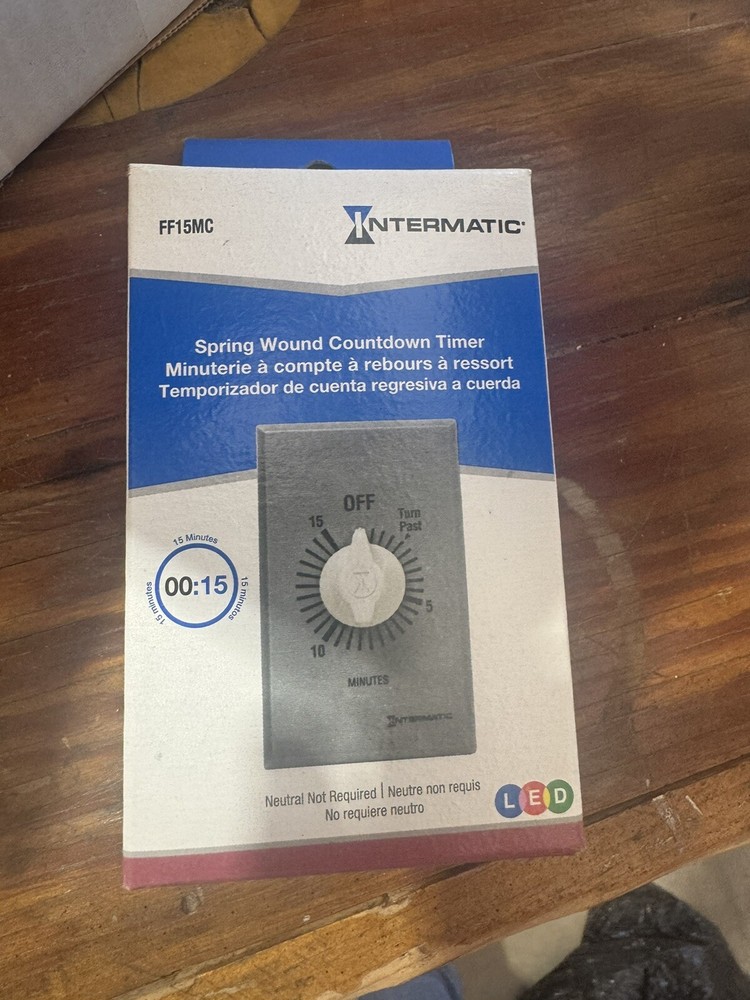 FF15MC
INTERMATIC®
Spring Wound Countdown Timer
Minuterie à compte à rebours à ressort
Temporizador de cuenta regresiva a cuerda
OFF
15
Turn
Past
5
10
MINUTES
INTERMATIC
15 Minutes
00:15
15 minutes
15 minutos
Neutral Not Required | Neutre non requis
No requiere neutro
LED